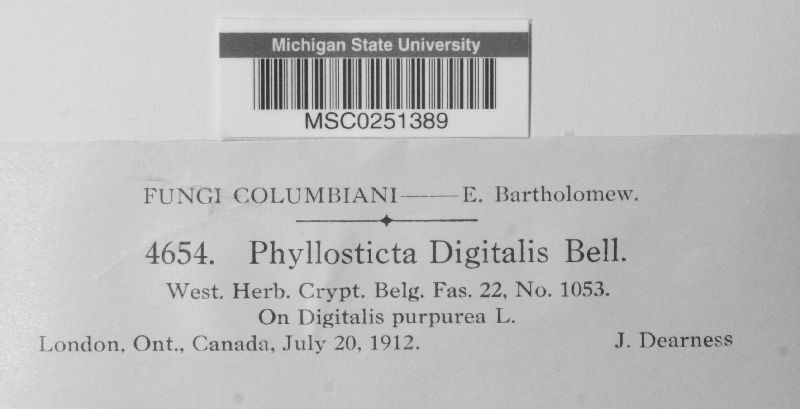 Michigan State University
MSC0251389
FUNGI COLUMBIANI——E. Bartholomew.
4654. Phyllosticta Digitalis Bell.
West. Herb. Crypt. Belg. Fas. 22, No. 1053.
On Digitalis purpurea L.
London, Ont., Canada, July 20, 1912. J. Dearness